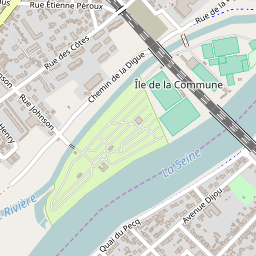 Rue Étienne Péroux
Rue de la
Rue des Côtes
Chemin de la Digue
Île de la Commune
Rue Johnson
Henry
La Seine
Rivière
Avenue Dijou
Quai du Pecq